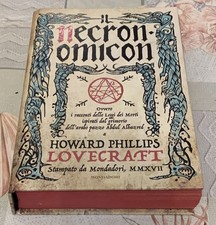 IL
NECRON
OMICON
Ovvero
i racconti delle Leggi dei Morti
ispirati dal grimorio
dell'arabo pazzo Abdul Alhazred
HOWARD PHILLIPS
LOVECRAFT
Stampato da Mondadori, MMXVII